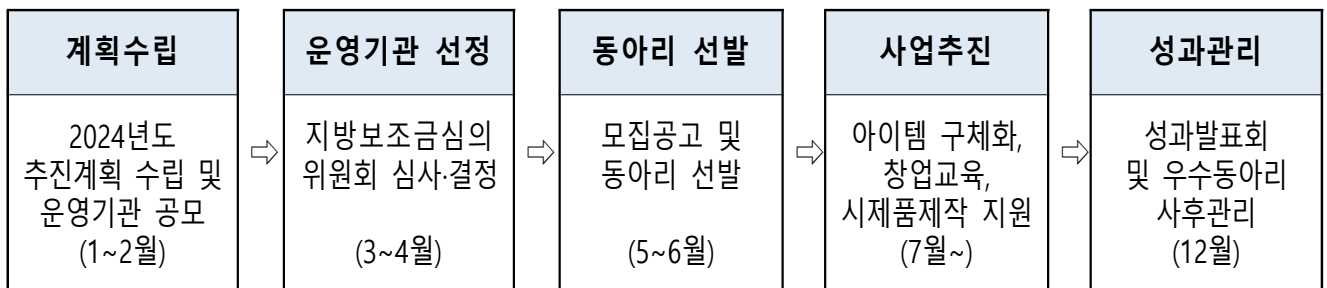 계획수립
2024년도
추진계획 수립 및
운영기관 공모
(1~2월)
⇨
운영기관 선정
지방보조금심의
위원회 심사·결정
(3~4월)
⇨
동아리 선발
모집공고 및
동아리 선발
(5~6월)
⇨
사업추진
아이템 구체화,
창업교육,
시제품제작 지원
(7월~)
⇨
성과관리
성과발표회
및 우수동아리
사후관리
(12월)